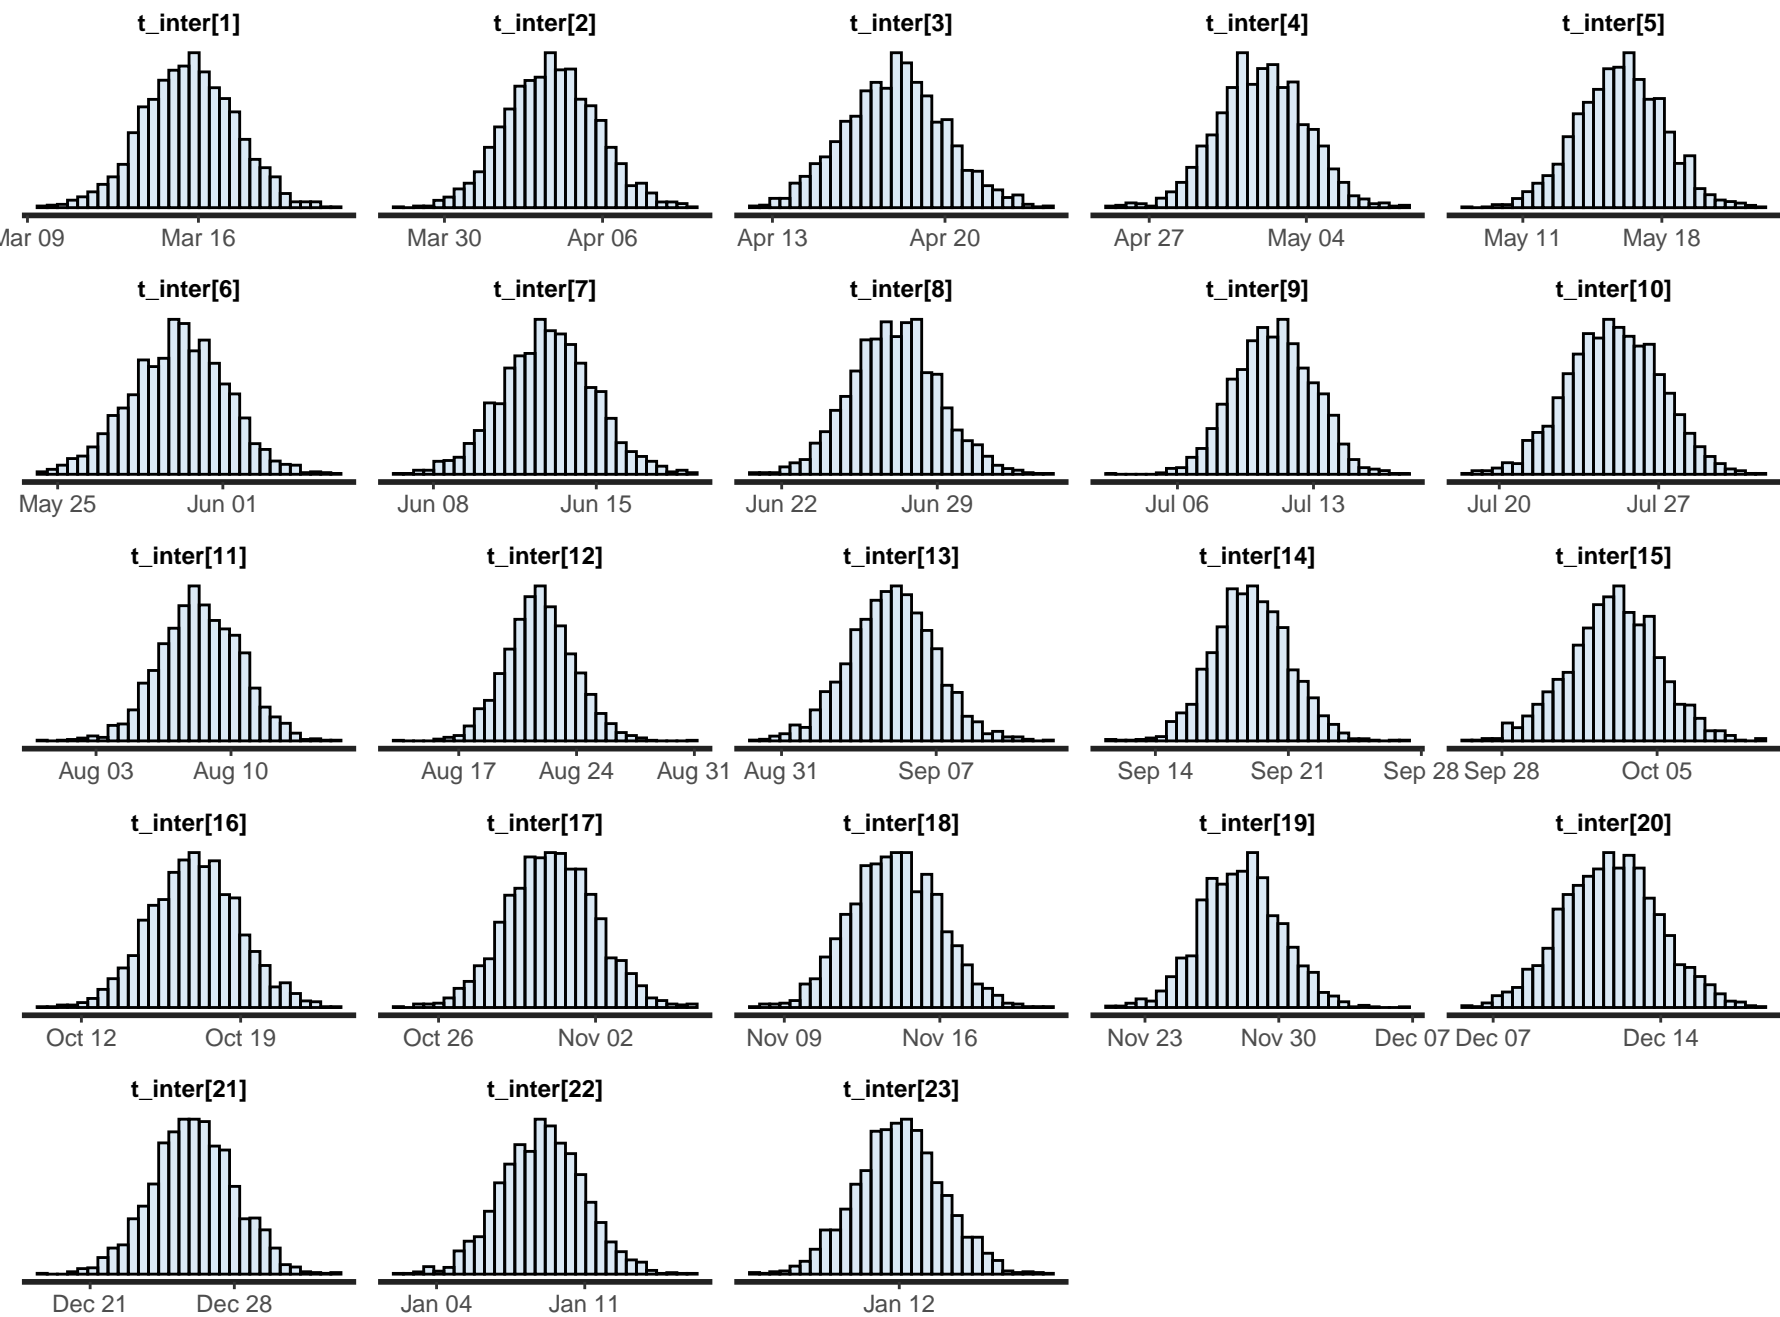 t_inter[1] t_inter[2] t_inter[3] t_inter[4] t_inter[5]
Mar 09 Mar 16 Mar 30 Apr 06 Apr 13 Apr 20 Apr 27 May 04 May 11 May 18
t_inter[6] t_inter[7] t_inter[8] t_inter[9] t_inter[10]
May 25 Jun 01 Jun 08 Jun 15 Jun 22 Jun 29 Jul 06 Jul 13 Jul 20 Jul 27
t_inter[11] t_inter[12] t_inter[13] t_inter[14] t_inter[15]
Aug 03 Aug 10 Aug 17 Aug 24 Aug 31 Aug 31 Sep 07 Sep 14 Sep 21 Sep 28 Sep 28 Oct 05
t_inter[16] t_inter[17] t_inter[18] t_inter[19] t_inter[20]
Oct 12 Oct 19 Oct 26 Nov 02 Nov 09 Nov 16 Nov 23 Nov 30 Dec 07 Dec 07 Dec 14
t_inter[21] t_inter[22] t_inter[23]
Dec 21 Dec 28 Jan 04 Jan 11 Jan 12